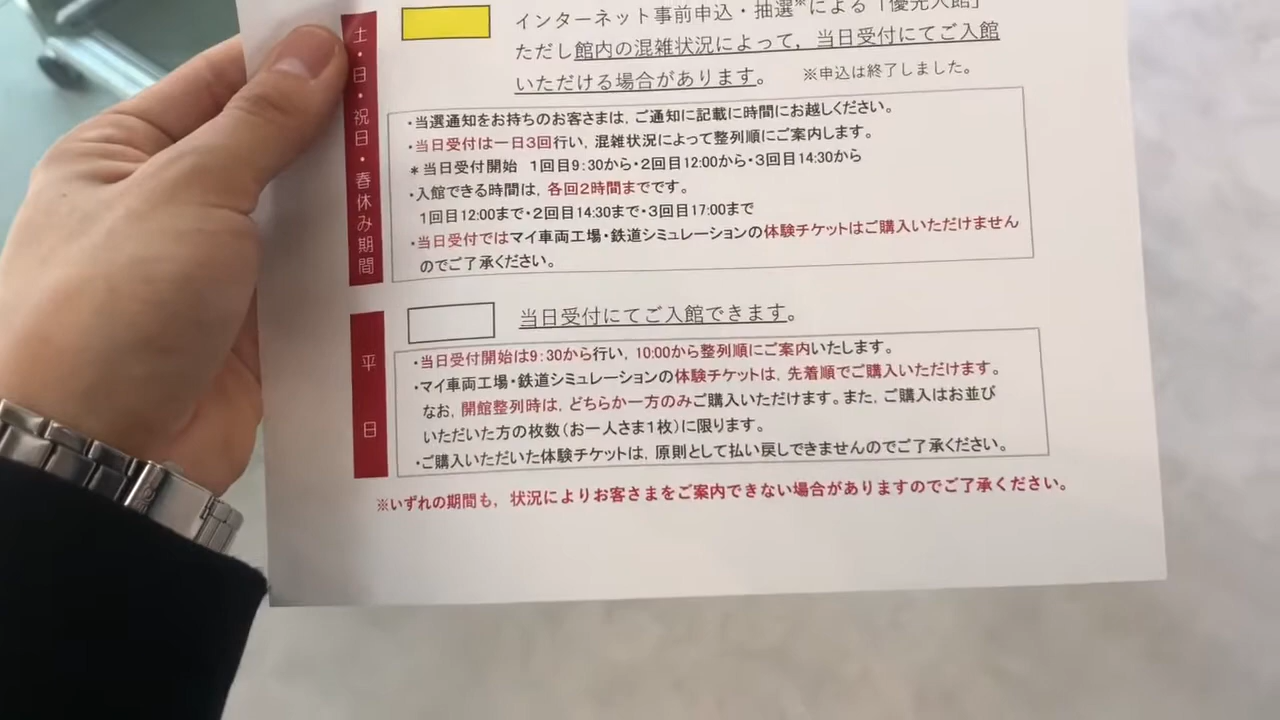 土・日・祝日・春休み期間
インターネット事前申込・抽選※による「優先入館」
ただし館内の混雑状況によって，当日受付にてご入館
いただける場合があります。 ※申込は終了しました。
・当選通知をお持ちのお客さまは，ご通知に記載に時間にお越しください。
・当日受付は一日3回行い，混雑状況によって整列順にご案内します。
＊当日受付開始 1回目9：30から・2回目12:00から・3回目14:30から
・入館できる時間は，各回2時間までです。
1回目12:00まで・2回目14:30まで・3回目17:00まで
・当日受付ではマイ車両工場・鉄道シミュレーションの体験チケットはご購入いただけません
のでご了承ください。
平日
当日受付にてご入館できます。
・当日受付開始は9：30から行い，10:00から整列順にご案内いたします。
・マイ車両工場・鉄道シミュレーションの体験チケットは，先着順でご購入いただけます。
なお，開館整列時は，どちらか一方のみご購入いただけます。また，ご購入はお並び
いただいた方の枚数（お一人さま1枚）に限ります。
・ご購入いただいた体験チケットは，原則として払い戻しできませんのでご了承ください。
※いずれの期間も，状況によりお客さまをご案内できない場合がありますのでご了承ください。